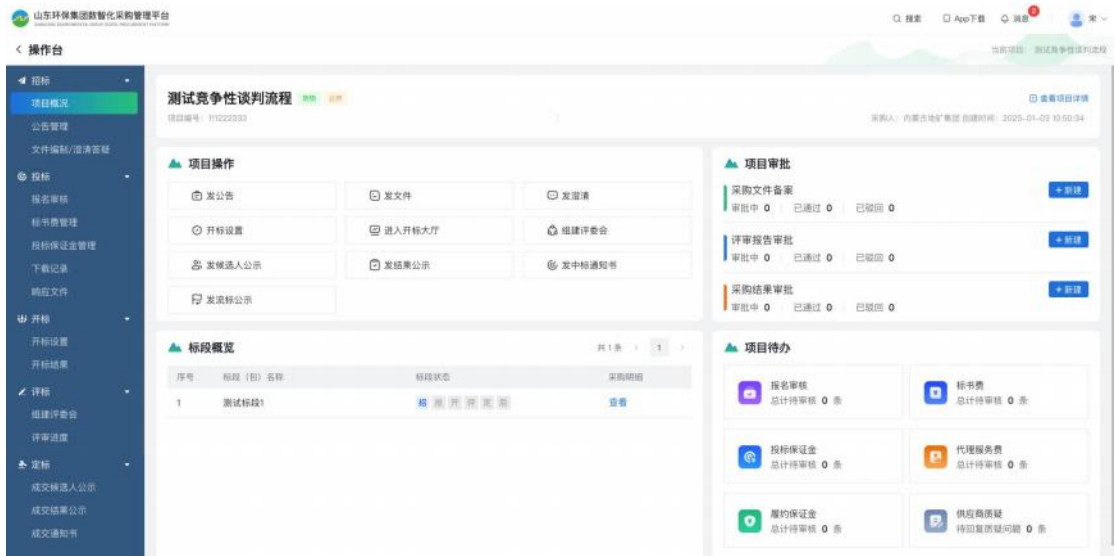 山东环保集团数智化采购管理平台
搜索 App下载 消息 宋
操作台
当前项目: 测试竞争性谈判流程
招标
项目概况
公告管理
文件编制/澄清答疑
投标
报名审核
标书费管理
投标保证金管理
下载记录
响应文件
开标
开标设置
开标结果
评标
组建评委会
评审进度
定标
成交候选人公示
成交结果公示
成交通知书
测试竞争性谈判流程
查看项目详情
项目编号: 111222333
采购人: 内蒙古地矿集团 创建时间: 2025-01-03 10:50:34
项目操作
发公告 发文件 发澄清
开标设置 进入开标大厅 组建评委会
发候选人公示 发结果公示 发中标通知书
发流标公示
项目审批
采购文件备案
+ 新建
审批中 0 已通过 0 已驳回 0
评审报告审批
+ 新建
审批中 0 已通过 0 已驳回 0
采购结果审批
+ 新建
审批中 0 已通过 0 已驳回 0
标段概览
共1条 1
序号 标段（包）名称 标段状态 采购明细
1 测试标段1 招 投 开 评 定 查看
项目待办
报名审核
总计待审核 0 条
标书费
总计待审核 0 条
投标保证金
总计待审核 0 条
代理服务费
总计待审核 0 条
履约保证金
总计待审核 0 条
供应商质疑
待回复质疑问题 0 条